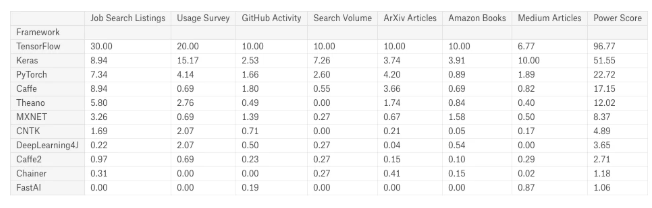 Job Search Listings Usage Survey GitHub Activity Search Volume ArXiv Articles Amazon Books Medium Articles Power Score
Framework
TensorFlow 30.00 20.00 10.00 10.00 10.00 10.00 6.77 96.77
Keras 8.94 15.17 2.53 7.26 3.74 3.91 10.00 51.55
PyTorch 7.34 4.14 1.66 2.60 4.20 0.89 1.89 22.72
Caffe 8.94 0.69 1.80 0.55 3.66 0.69 0.82 17.15
Theano 5.80 2.76 0.49 0.00 1.74 0.84 0.40 12.02
MXNET 3.26 0.69 1.39 0.27 0.67 1.58 0.50 8.37
CNTK 1.69 2.07 0.71 0.00 0.21 0.05 0.17 4.89
DeepLearning4J 0.22 2.07 0.50 0.27 0.04 0.54 0.00 3.65
Caffe2 0.97 0.69 0.23 0.27 0.15 0.10 0.29 2.71
Chainer 0.31 0.00 0.00 0.27 0.41 0.15 0.02 1.18
FastAI 0.00 0.00 0.19 0.00 0.00 0.00 0.87 1.06